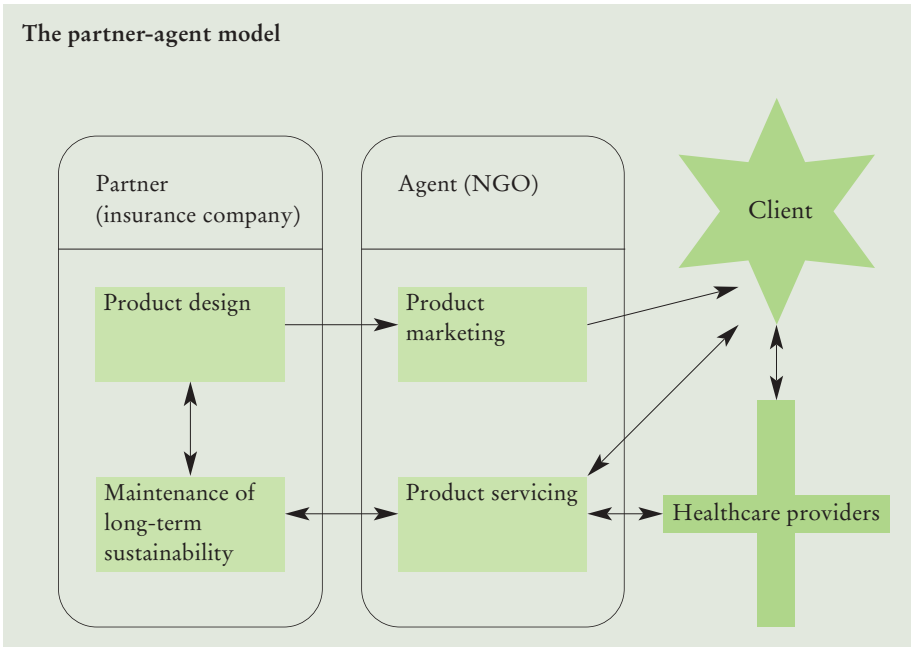 The partner-agent model
Partner
(insurance company)
Agent (NGO)
Client
Product design
Product
marketing
Maintenance of
long-term
sustainability
Product servicing
Healthcare providers